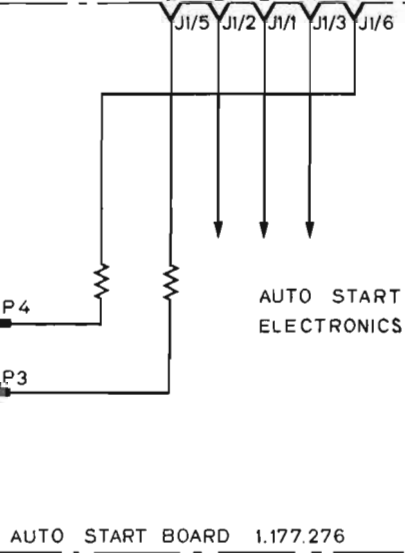 J1/5 J1/2 J1/1 J1/3 J1/6
P4
AUTO START
ELECTRONICS
P3
AUTO START BOARD 1.177.276